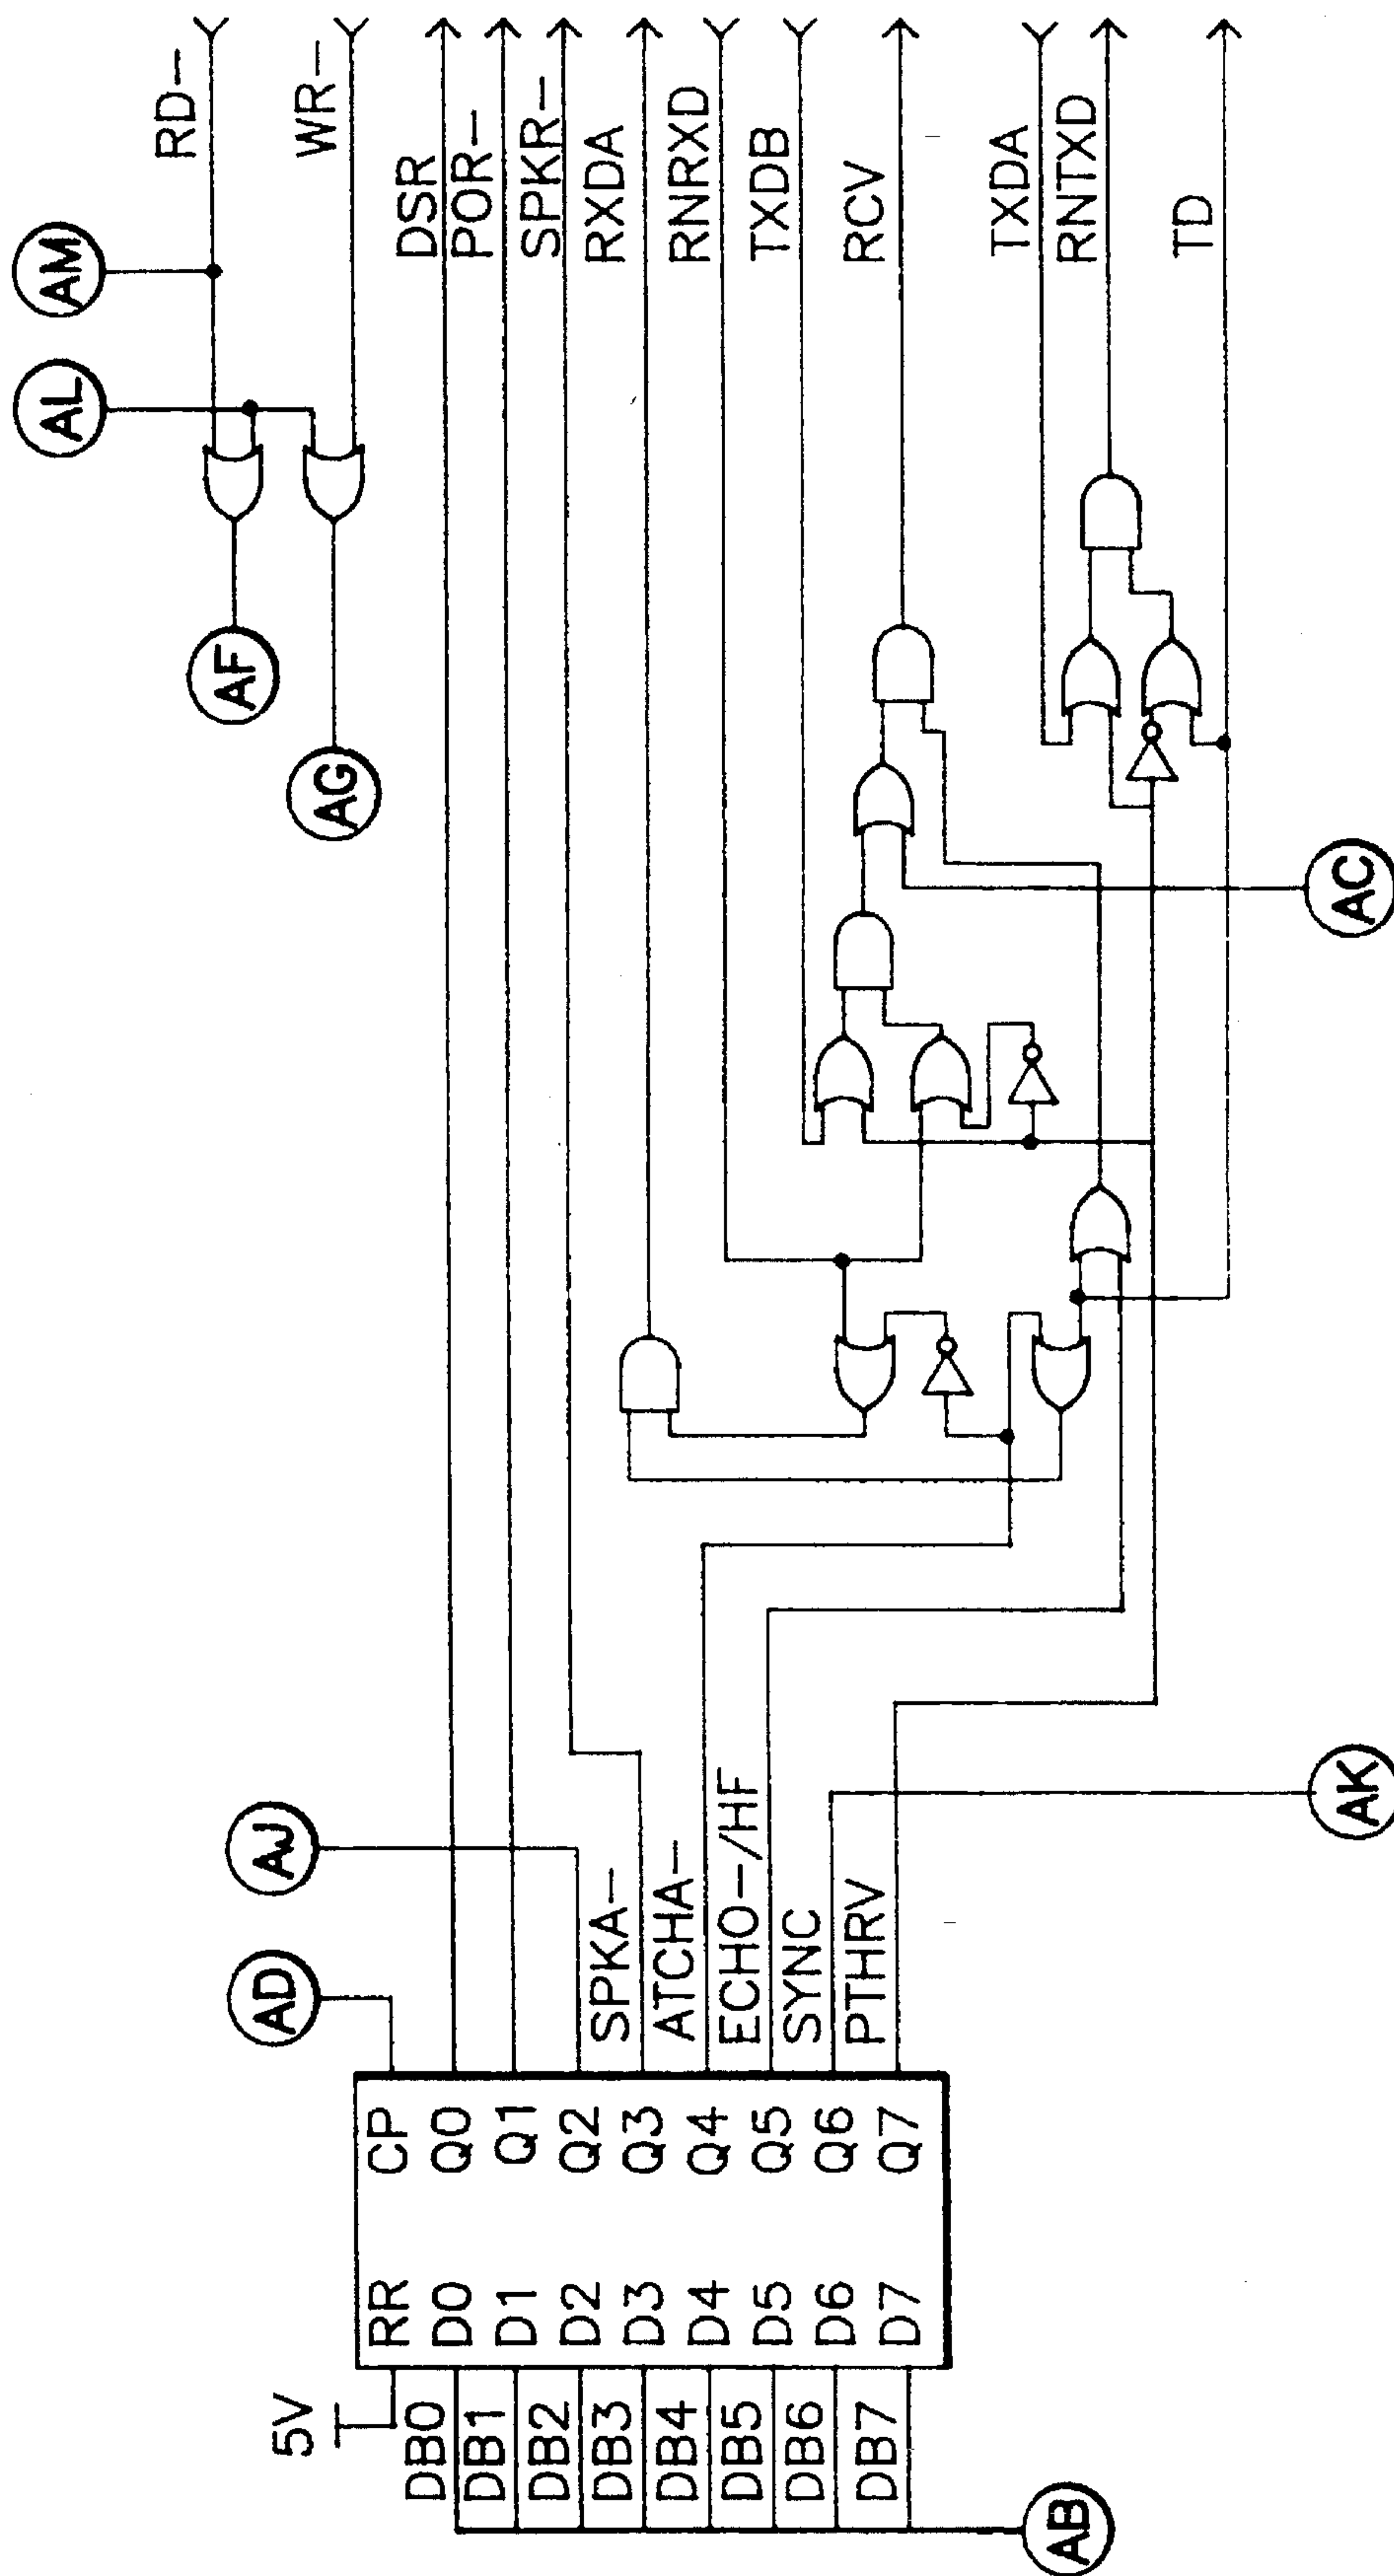 5V
DB0
DB1
DB2
DB3
DB4
DB5
DB6
DB7
AB
RR CP
D0 Q0
D1 Q1
D2 Q2
D3 Q3
D4 Q4
D5 Q5
D6 Q6
D7 Q7
AD
AJ
SPKA-
ATCHA-
ECHO-/HF
SYNC
PTHRV
AK
AC
AG
AF
AL
AM
RD-
WR-
DSR
POR-
SPKR-
RXDA
RNRXD
TXDB
RCV
TXDA
RNTXD
TD